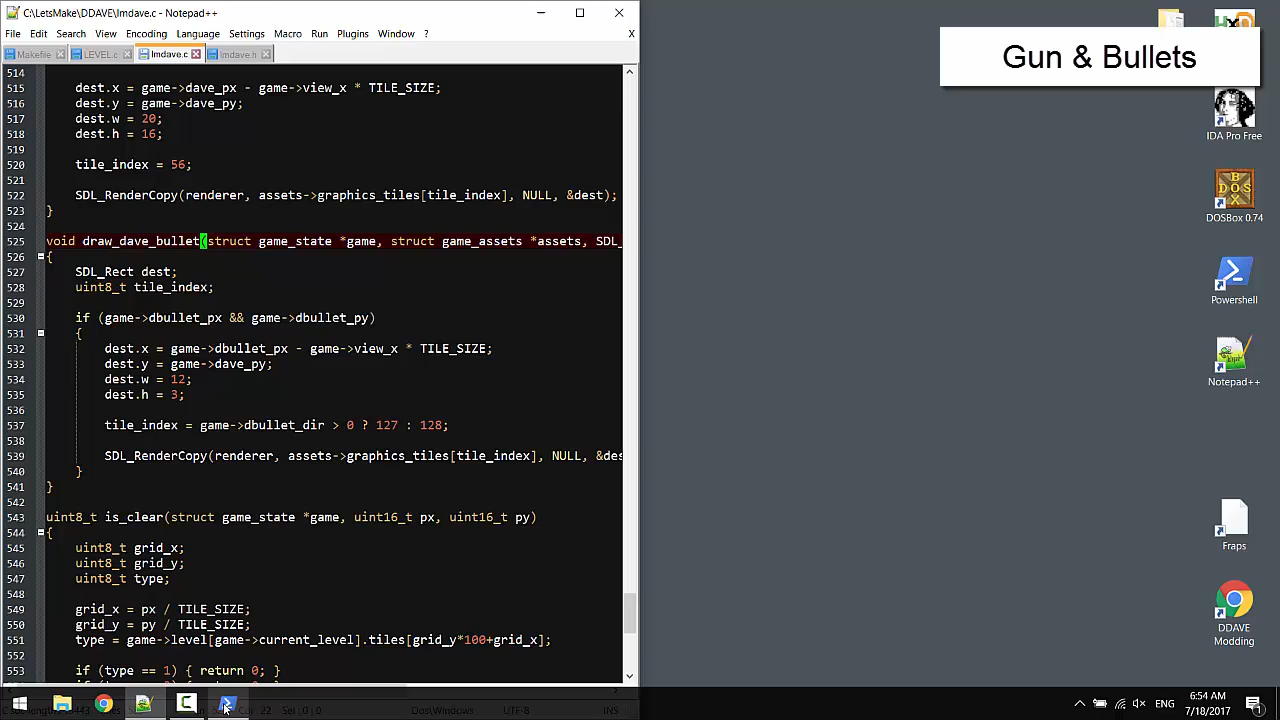 C:\LetsMake\DDAVE\lmdave.c - Notepad++
File Edit Search View Encoding Language Settings Macro Run Plugins Window ? X
Makefile LEVEL.c lmdave.c lmdave.h
514
515 dest.x = game->dave_px - game->view_x * TILE_SIZE;
516 dest.y = game->dave_py;
517 dest.w = 20;
518 dest.h = 16;
519
520 tile_index = 56;
521
522 SDL_RenderCopy(renderer, assets->graphics_tiles[tile_index], NULL, &dest);
523 }
524
525 void draw_dave_bullet(struct game_state *game, struct game_assets *assets, SDL_
526 {
527 SDL_Rect dest;
528 uint8_t tile_index;
529
530 if (game->dbullet_px && game->dbullet_py)
531 {
532 dest.x = game->dbullet_px - game->view_x * TILE_SIZE;
533 dest.y = game->dave_py;
534 dest.w = 12;
535 dest.h = 3;
536
537 tile_index = game->dbullet_dir > 0 ? 127 : 128;
538
539 SDL_RenderCopy(renderer, assets->graphics_tiles[tile_index], NULL, &des
540 }
541 }
542
543 uint8_t is_clear(struct game_state *game, uint16_t px, uint16_t py)
544 {
545 uint8_t grid_x;
546 uint8_t grid_y;
547 uint8_t type;
548
549 grid_x = px / TILE_SIZE;
550 grid_y = py / TILE_SIZE;
551 type = game->level[game->current_level].tiles[grid_y*100+grid_x];
552
553 if (type == 1) { return 0; }
Gun & Bullets
IDA Pro Free
DOSBox 0.74
Powershell
Notepad++
Fraps
DDAVE
Modding
Sel : 0 | 0 Dos\Windows UTF-8 INS
ENG
6:54 AM
7/18/2017